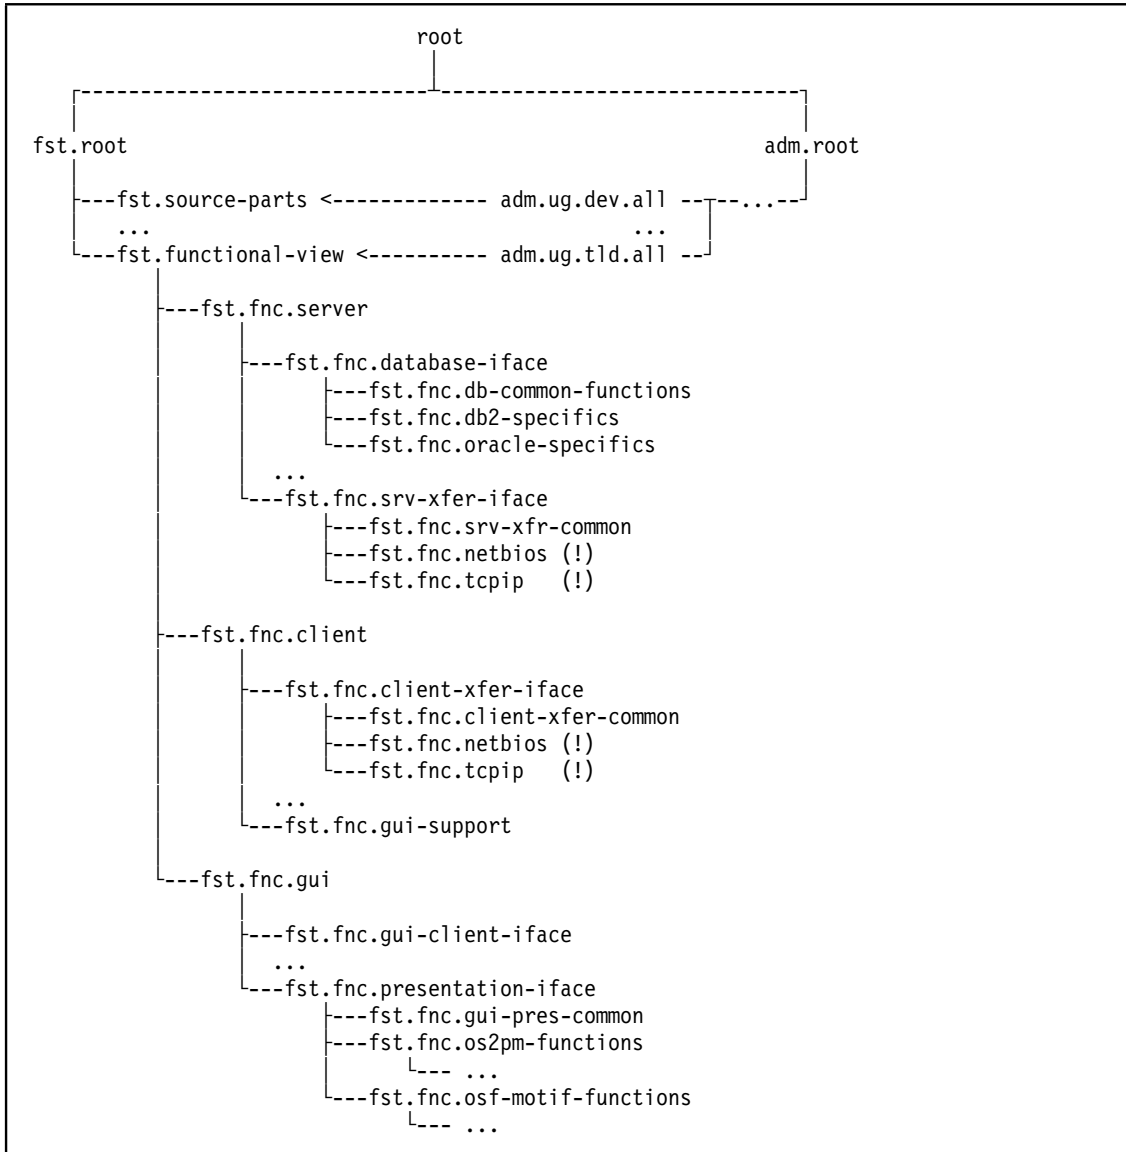 root
fst.root adm.root
---fst.source-parts <------------- adm.ug.dev.all -----...--
... ...
---fst.functional-view <---------- adm.ug.tld.all --
---fst.fnc.server
---fst.fnc.database-iface
---fst.fnc.db-common-functions
---fst.fnc.db2-specifics
---fst.fnc.oracle-specifics
...
---fst.fnc.srv-xfer-iface
---fst.fnc.srv-xfr-common
---fst.fnc.netbios (!)
---fst.fnc.tcpip (!)
---fst.fnc.client
---fst.fnc.client-xfer-iface
---fst.fnc.client-xfer-common
---fst.fnc.netbios (!)
---fst.fnc.tcpip (!)
...
---fst.fnc.gui-support
---fst.fnc.gui
---fst.fnc.gui-client-iface
...
---fst.fnc.presentation-iface
---fst.fnc.gui-pres-common
---fst.fnc.os2pm-functions
--- ...
---fst.fnc.osf-motif-functions
--- ...